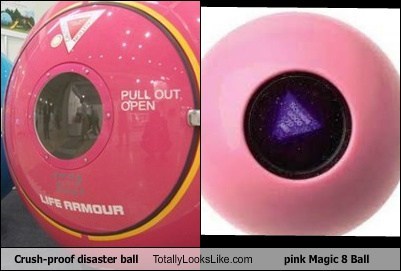 PULL OUT
OPEN
LIFE ARMOUR
Crush-proof disaster ball
TotallyLooksLike.com
pink Magic 8 Ball